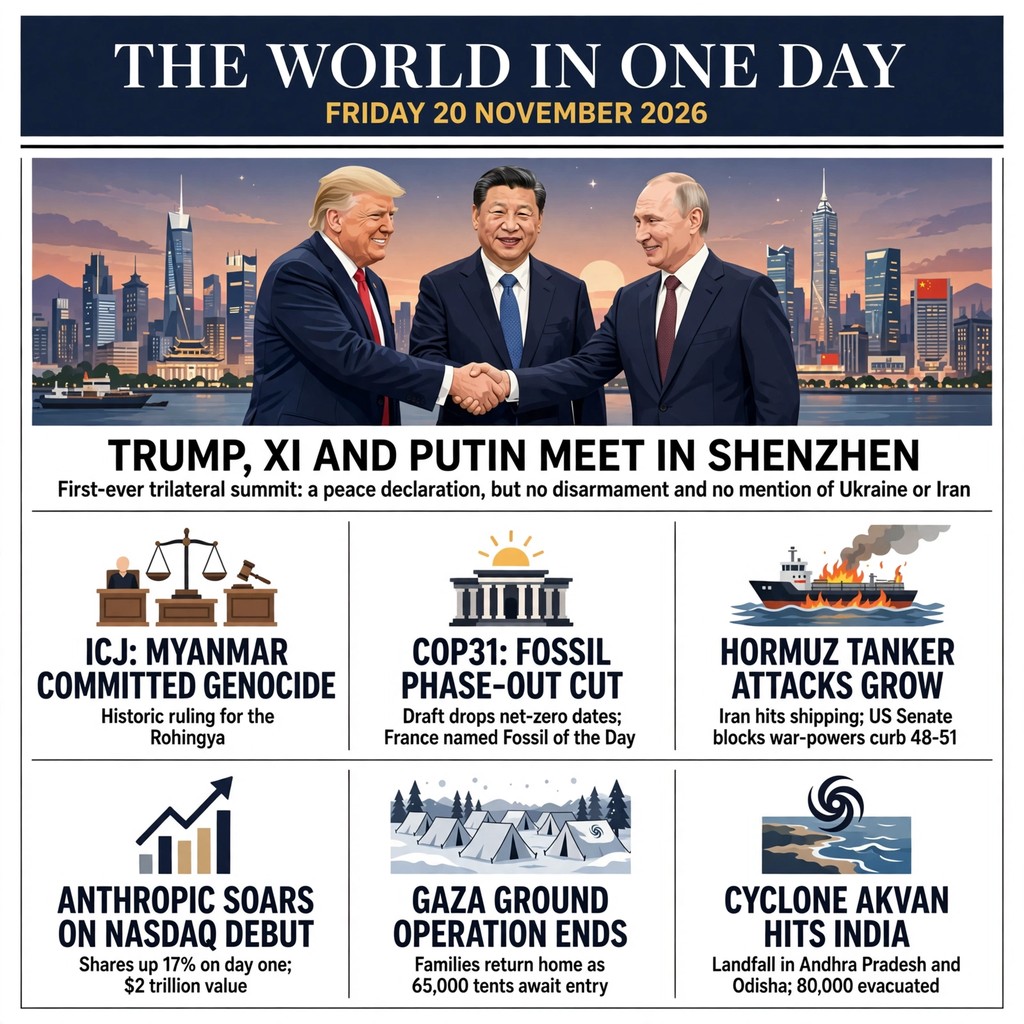 THE WORLD IN ONE DAY
FRIDAY 20 NOVEMBER 2026
TRUMP, XI AND PUTIN MEET IN SHENZHEN
First-ever trilateral summit: a peace declaration, but no disarmament and no mention of Ukraine or Iran
ICJ: MYANMAR
COMMITTED GENOCIDE
Historic ruling for the
Rohingya
COP31: FOSSIL
PHASE-OUT CUT
Draft drops net-zero dates;
France named Fossil of the Day
HORMUZ TANKER
ATTACKS GROW
Iran hits shipping; US Senate
blocks war-powers curb 48-51
ANTHROPIC SOARS
ON NASDAQ DEBUT
Shares up 17% on day one;
$2 trillion value
GAZA GROUND
OPERATION ENDS
Families return home as
65,000 tents await entry
CYCLONE AKVAN
HITS INDIA
Landfall in Andhra Pradesh and
Odisha; 80,000 evacuated